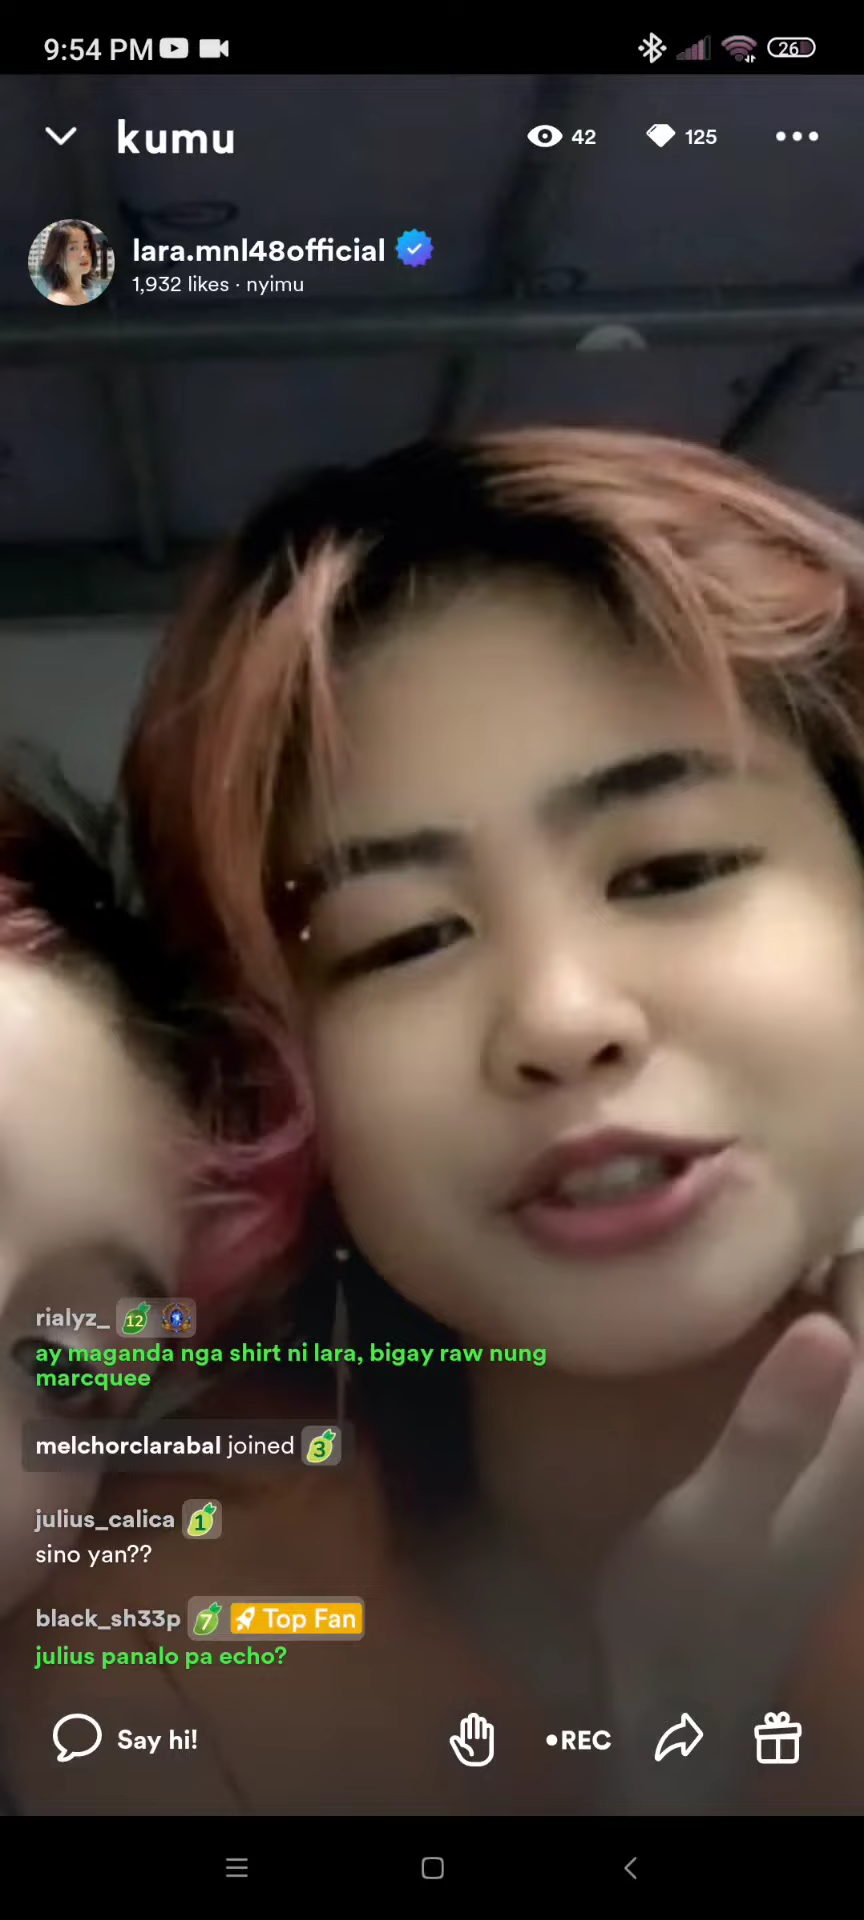 9:54 PM
26
kumu
42
125
lara.mnl48official
1,932 likes · nyimu
rialyz_ 12
ay maganda nga shirt ni lara, bigay raw nung
marcquee
melchorclarabal joined 3
julius_calica 1
sino yan??
black_sh33p 7 Top Fan
julius panalo pa echo?
Say hi!
•REC